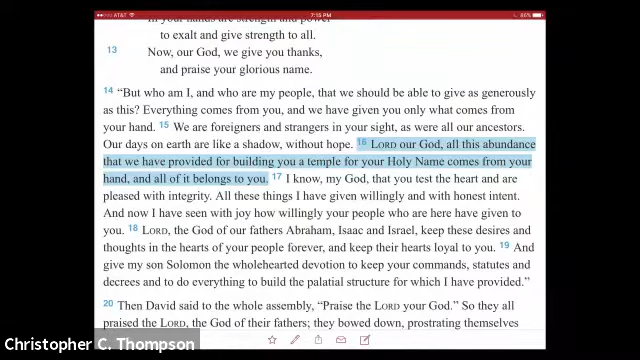 AT&T
7:15 PM
86%
In your hands are strength and power
to exalt and give strength to all.
13 Now, our God, we give you thanks,
and praise your glorious name.
14 “But who am I, and who are my people, that we should be able to give as generously
as this? Everything comes from you, and we have given you only what comes from
your hand. 15 We are foreigners and strangers in your sight, as were all our ancestors.
Our days on earth are like a shadow, without hope. 16 LORD our God, all this abundance
that we have provided for building you a temple for your Holy Name comes from your
hand, and all of it belongs to you. 17 I know, my God, that you test the heart and are
pleased with integrity. All these things I have given willingly and with honest intent.
And now I have seen with joy how willingly your people who are here have given to
you. 18 LORD, the God of our fathers Abraham, Isaac and Israel, keep these desires and
thoughts in the hearts of your people forever, and keep their hearts loyal to you. 19 And
give my son Solomon the wholehearted devotion to keep your commands, statutes and
decrees and to do everything to build the palatial structure for which I have provided.”
20 Then David said to the whole assembly, “Praise the LORD your God.” So they all
praised the LORD, the God of their fathers; they bowed down, prostrating themselves
Christopher C. Thompson